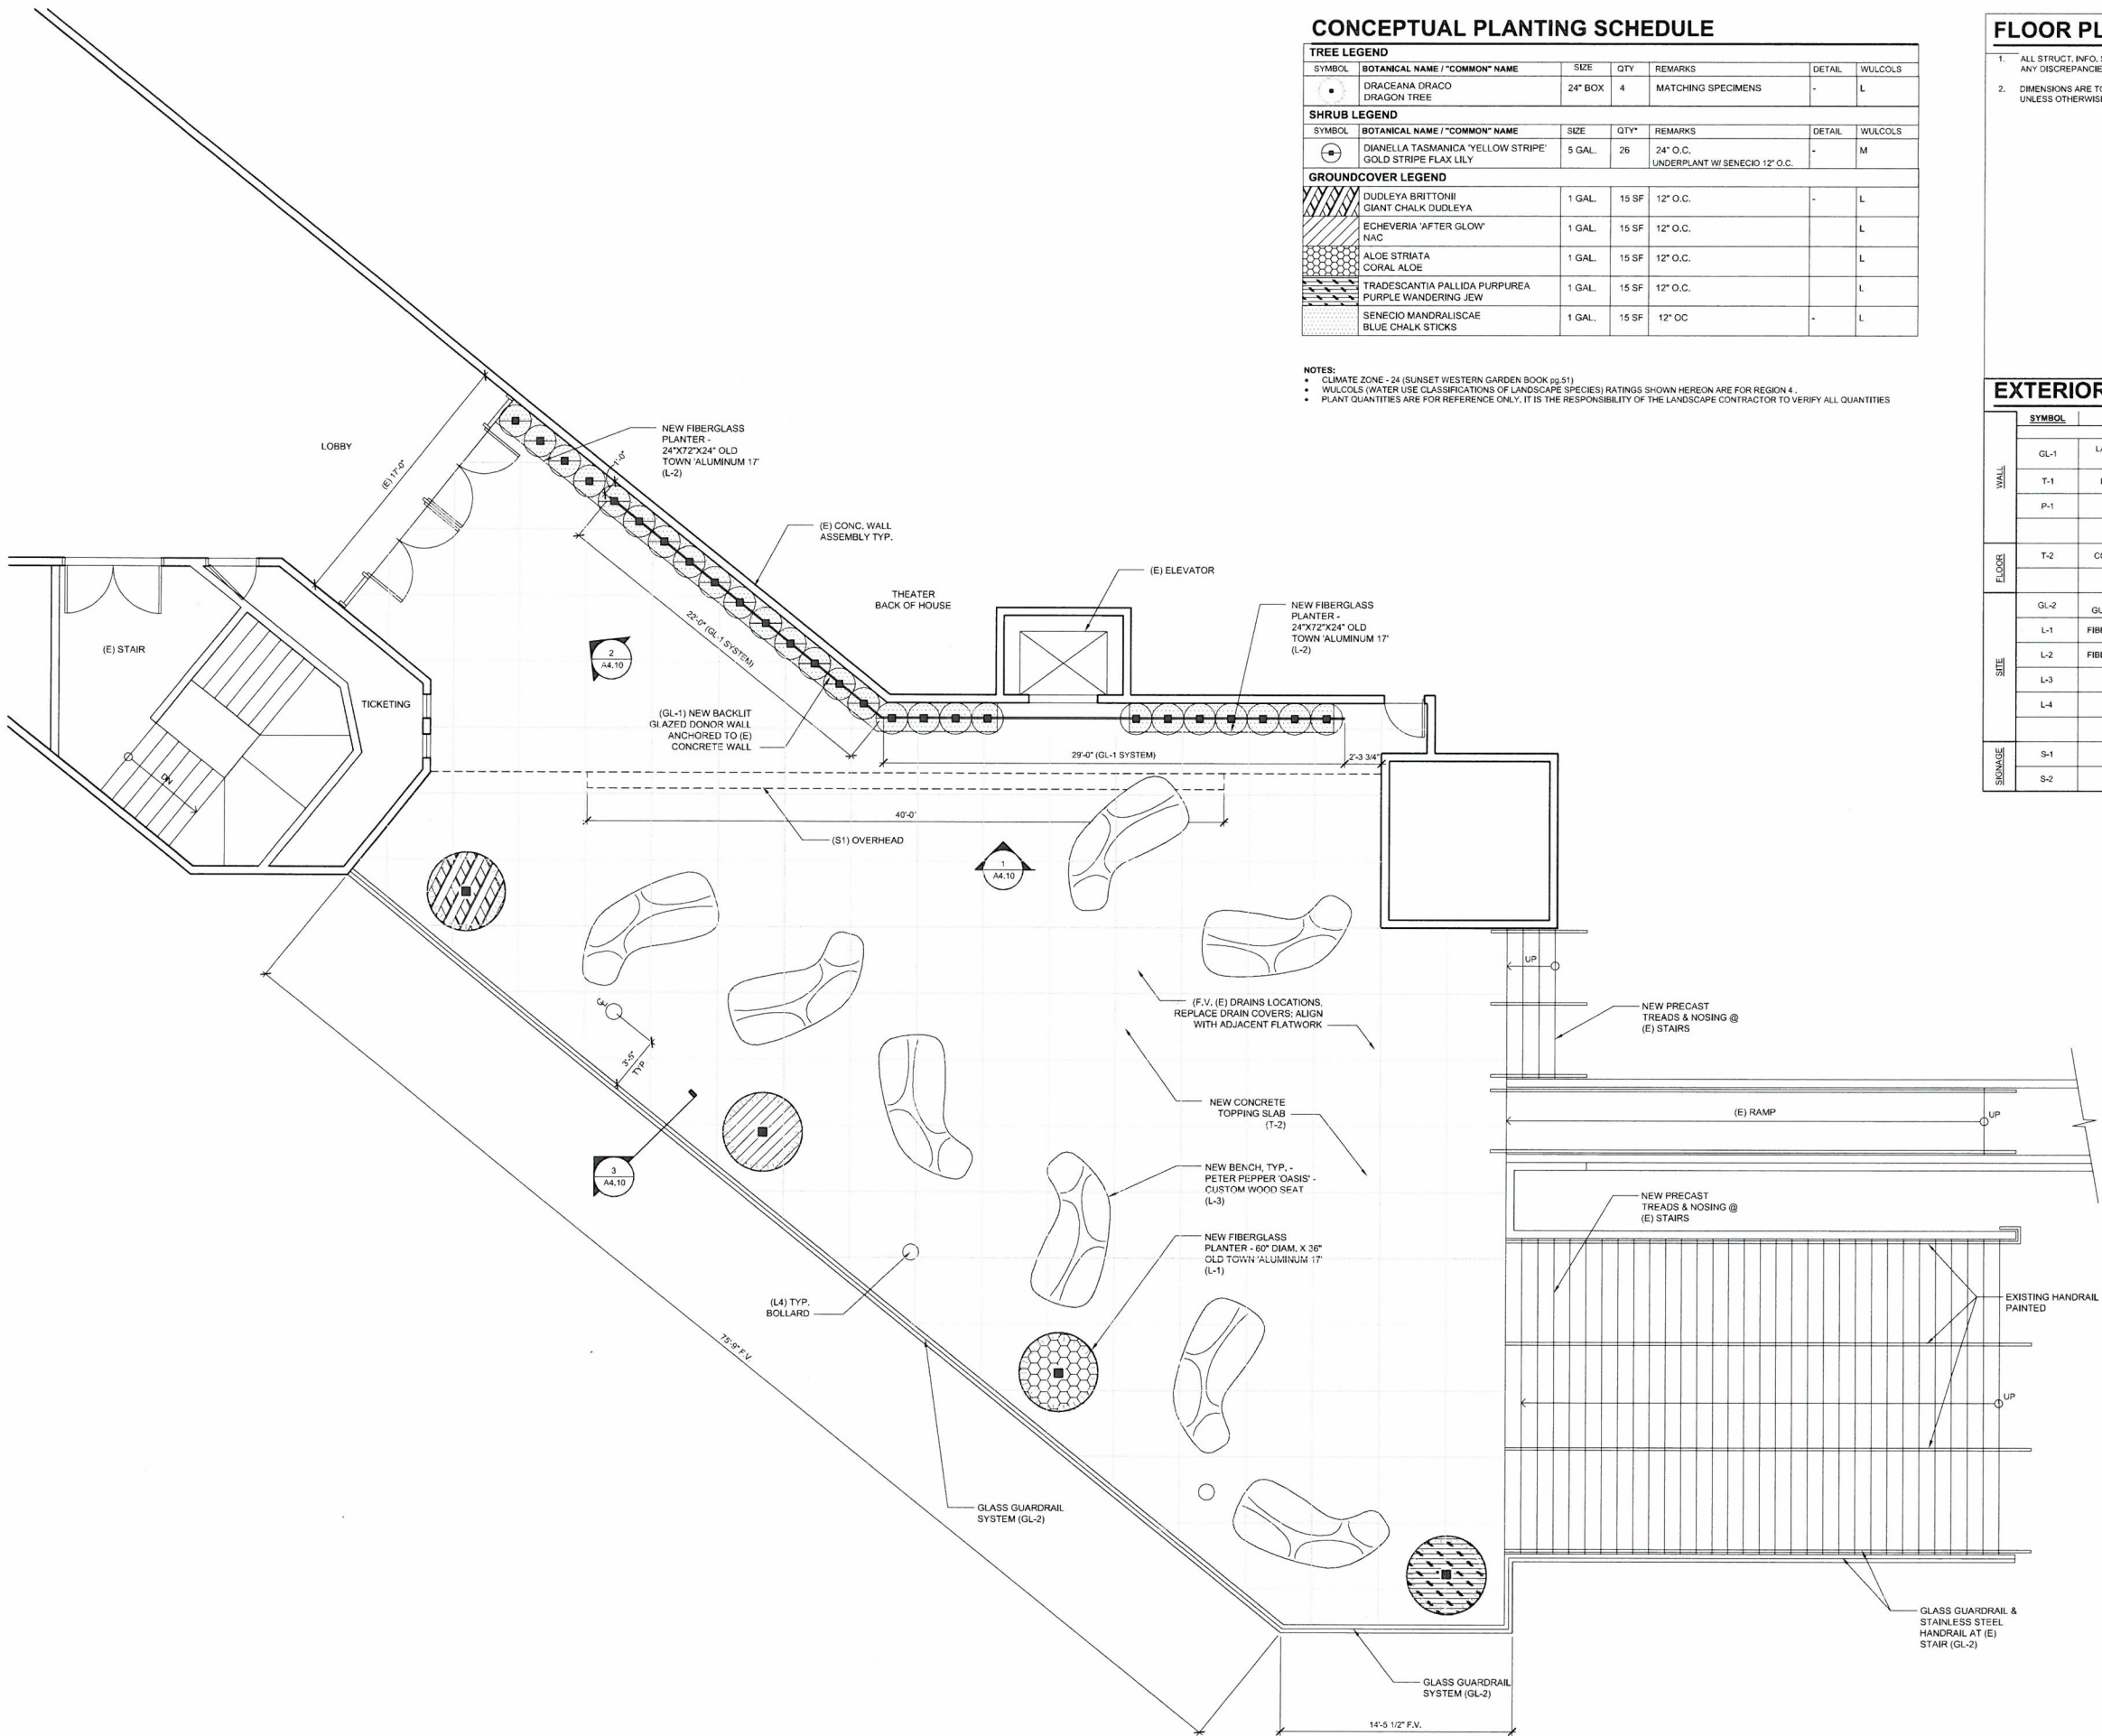 CONCEPTUAL PLANTING SCHEDULE
TREE LEGEND
SYMBOL BOTANICAL NAME / "COMMON" NAME SIZE QTY REMARKS DETAIL WULCOLS
DRACEANA DRACO
DRAGON TREE
24" BOX 4 MATCHING SPECIMENS - L
SHRUB LEGEND
SYMBOL BOTANICAL NAME / "COMMON" NAME SIZE QTY* REMARKS DETAIL WULCOLS
DIANELLA TASMANICA 'YELLOW STRIPE'
GOLD STRIPE FLAX LILY
5 GAL. 26 24" O.C. - M
UNDERPLANT W/ SENECIO 12" O.C.
GROUNDCOVER LEGEND
DUDLEYA BRITTONII
GIANT CHALK DUDLEYA
1 GAL. 15 SF 12" O.C. - L
ECHEVERIA 'AFTER GLOW'
NAC
1 GAL. 15 SF 12" O.C. L
ALOE STRIATA
CORAL ALOE
1 GAL. 15 SF 12" O.C. L
TRADESCANTIA PALLIDA PURPUREA
PURPLE WANDERING JEW
1 GAL. 15 SF 12" O.C. L
SENECIO MANDRALISCAE
BLUE CHALK STICKS
1 GAL. 15 SF 12" OC - L
NOTES:
• CLIMATE ZONE - 24 (SUNSET WESTERN GARDEN BOOK pg.51)
• WULCOLS (WATER USE CLASSIFICATIONS OF LANDSCAPE SPECIES) RATINGS SHOWN HEREON ARE FOR REGION 4 .
• PLANT QUANTITIES ARE FOR REFERENCE ONLY. IT IS THE RESPONSIBILITY OF THE LANDSCAPE CONTRACTOR TO VERIFY ALL QUANTITIES
FLOOR PL
1. ALL STRUCT. INFO.
ANY DISCREPANCIE
2. DIMENSIONS ARE TO
UNLESS OTHERWISE
EXTERIOR
SYMBOL
WALL
GL-1
T-1
P-1
FLOOR
T-2 CO
SITE
GL-2 GU
L-1 FIBE
L-2 FIBE
L-3
L-4
SIGNAGE
S-1
S-2
LOBBY
(E) 17'-0"
NEW FIBERGLASS
PLANTER -
24"X72"X24" OLD
TOWN 'ALUMINUM 17'
(L-2)
1'-0"
(E) CONC. WALL
ASSEMBLY TYP.
THEATER
BACK OF HOUSE
(E) ELEVATOR
NEW FIBERGLASS
PLANTER -
24"X72"X24" OLD
TOWN 'ALUMINUM 17'
(L-2)
(E) STAIR
DN
TICKETING
2
A4.10
22'-0" (GL-1 SYSTEM)
(GL-1) NEW BACKLIT
GLAZED DONOR WALL
ANCHORED TO (E)
CONCRETE WALL
29'-0" (GL-1 SYSTEM)
2'-3 3/4"
40'-0"
(S1) OVERHEAD
1
A4.10
(F.V. (E) DRAINS LOCATIONS,
REPLACE DRAIN COVERS; ALIGN
WITH ADJACENT FLATWORK
UP
NEW PRECAST
TREADS & NOSING @
(E) STAIRS
3'-5"
TYP
NEW CONCRETE
TOPPING SLAB
(T-2)
(E) RAMP
UP
3
A4.10
NEW BENCH, TYP. -
PETER PEPPER 'OASIS' -
CUSTOM WOOD SEAT
(L-3)
NEW PRECAST
TREADS & NOSING @
(E) STAIRS
NEW FIBERGLASS
PLANTER - 60" DIAM. X 36"
OLD TOWN 'ALUMINUM 17'
(L-1)
(L4) TYP.
BOLLARD
EXISTING HANDRAIL
PAINTED
75'-9" F.V.
UP
GLASS GUARDRAIL
SYSTEM (GL-2)
GLASS GUARDRAIL &
STAINLESS STEEL
HANDRAIL AT (E)
STAIR (GL-2)
GLASS GUARDRAIL
SYSTEM (GL-2)
14'-5 1/2" F.V.